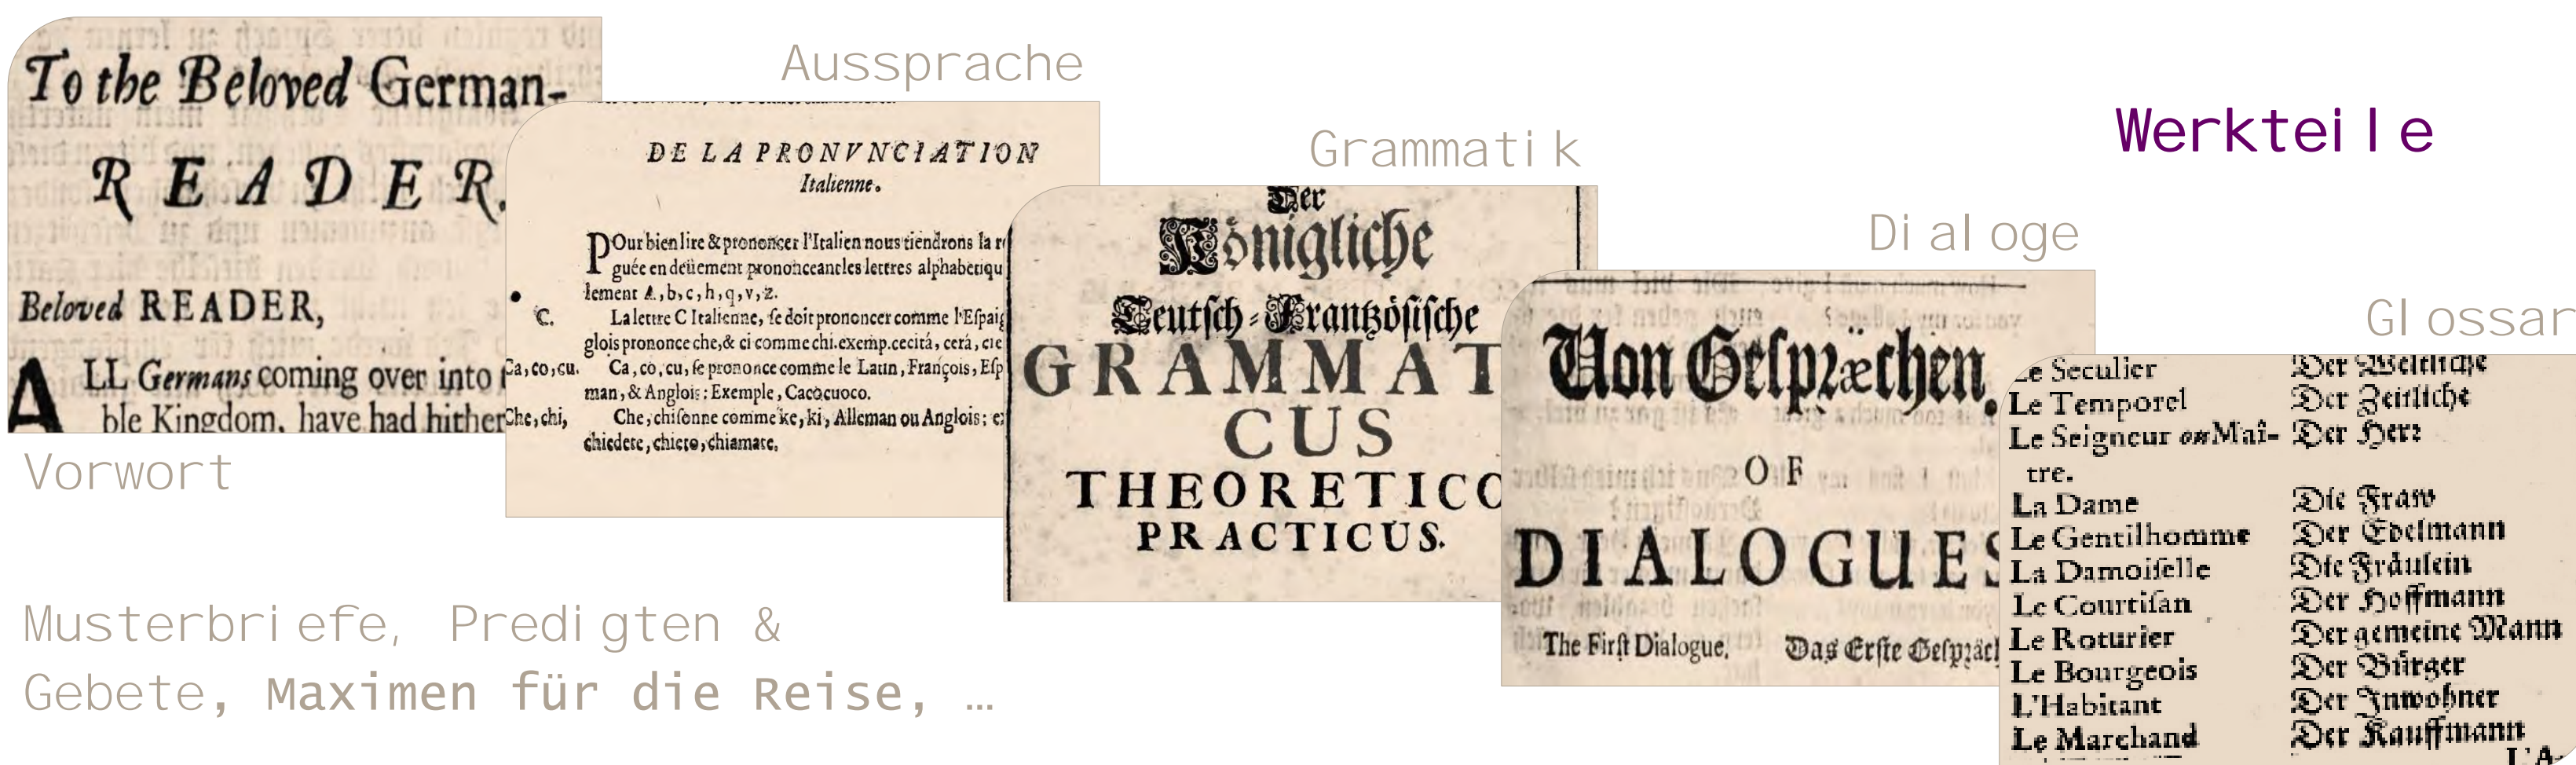 To the Beloved German-
READER.
Beloved READER,
ALL Germans coming over into
ble Kingdom, have had hither
Vorwort
Aussprache
DE LA PRONVNCIATION
Italienne.
POur bien lire & prononcer l'Italien nous tiendrons la
guée en deüement prononceant les lettres alphabetiqu
lement A, b, c, h, q, v, z.
C. La lettre C Italienne, ſe doit prononcer comme l'Eſpaig
glois prononce che, & ci comme chi. exemp. cecitá, cerá, cie
Ca, co, cu. Ca, co, cu, ſe prononce comme le Latin, François, Eſp
man, & Anglois: Exemple, Cacocuoco.
Che, chi, Che, chi ſonne comme ke, ki, Alleman ou Anglois:
chiedete, chieto, chiamate.
Grammatik
Der
Königliche
Teutſch-Frantzöſiſche
GRAMMAT
CUS
THEORETICO
PRACTICUS.
Dialoge
Von Geſpræchen.
OF
DIALOGUES
The Firſt Dialogue. Das Erſte Geſpräch
Werkteile
Glossar
Le Seculier Der Weltliche
Le Temporel Der Zeitliche
Le Seigneur ou Maî- Der Herr
tre.
La Dame Die Fraw
Le Gentilhomme Der Edelmann
La Damoiſelle Die Fräulein
Le Courtiſan Der Hoffmann
Le Roturier Der gemeine Mann
Le Bourgeois Der Bürger
L'Habitant Der Inwohner
Le Marchand Der Kauffmann
L'A-
Musterbriefe, Predigten &
Gebete, Maximen für die Reise, …